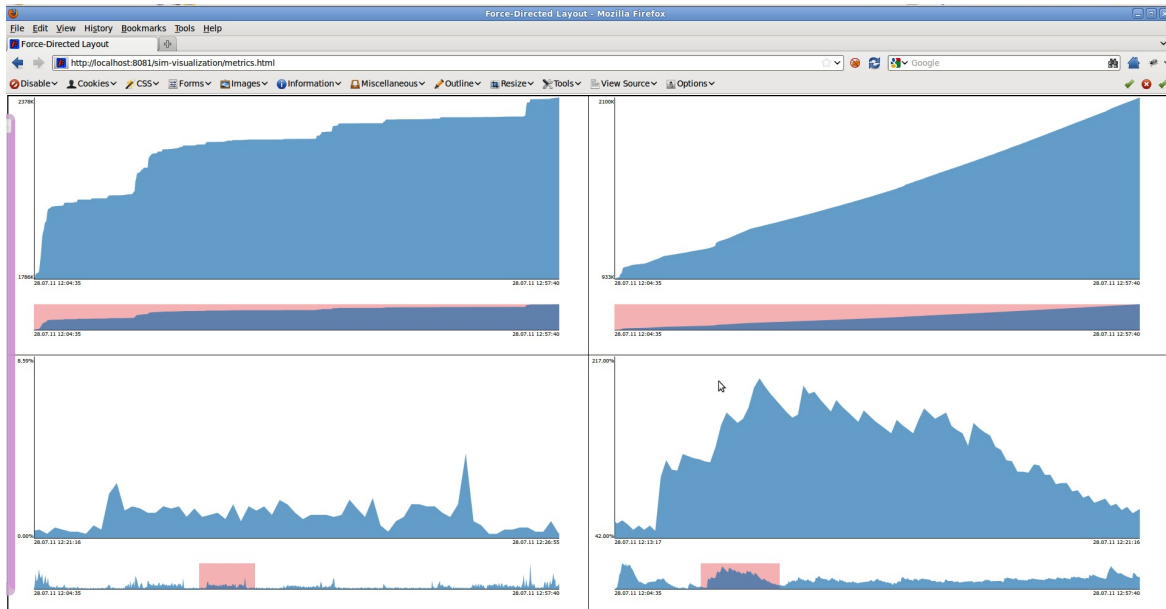 Force-Directed Layout - Mozilla Firefox
File Edit View History Bookmarks Tools Help
Force-Directed Layout
http://localhost:8081/sim-visualization/metrics.html
Google
Disable Cookies CSS Forms Images Information Miscellaneous Outline Resize Tools View Source Options
2378K
1786K
28.07.11 12:04:35 28.07.11 12:57:40
28.07.11 12:04:35 28.07.11 12:57:40
2100K
933K
28.07.11 12:04:35 28.07.11 12:57:40
28.07.11 12:04:35 28.07.11 12:57:40
8.59%
0.00%
28.07.11 12:21:16 28.07.11 12:26:55
28.07.11 12:04:35 28.07.11 12:57:40
217.00%
42.00%
28.07.11 12:13:17 28.07.11 12:21:16
28.07.11 12:04:35 28.07.11 12:57:40